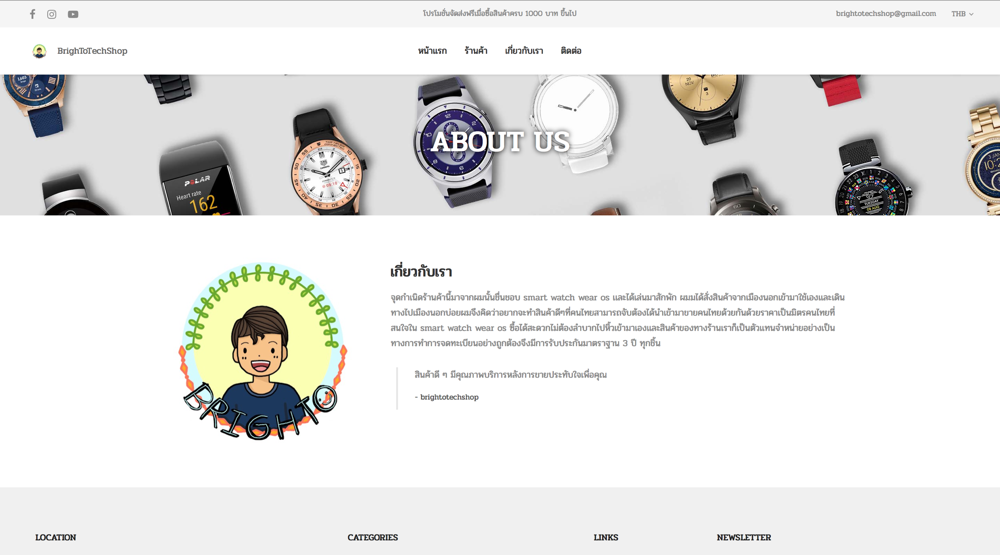 โปรโมชั่นจัดส่งฟรีเมื่อซื้อสินค้าครบ 1000 บาท ขึ้นไป
brightotechshop@gmail.com THB
BrighToTechShop
หน้าแรก ร้านค้า เกี่ยวกับเรา ติดต่อ
1,603
20 NOV
3
ABOUT US
POLAR
Heart rate
162
TAG HEUER
CONNECTED
CARRERA
09:10
TUESDAY
08 AUG
เกี่ยวกับเรา
จุดกำเนิดร้านค้านี้มาจากผมนั้นชื่นชอบ smart watch wear os และได้เล่นมาสักพัก ผมมได้สั่งสินค้าจากเมืองนอกเข้ามาใช้เองและเดิน
ทางไปเมืองนอกบ่อยผมจึงคิดว่าอยากจะทำสินค้าดีๆที่คนไทยสามารถจับต้องได้นำเข้ามาขายคนไทยด้วยกันด้วยราคาเป็นมิตรคนไทยที่
สนใจใน smart watch wear os ซื้อได้สะดวกไม่ต้องลำบากไปหิ้วเข้ามาเองและสินค้าของทางร้านเราก็เป็นตัวแทนจำหน่ายอย่างเป็น
ทางการทำการจดทะเบียนอย่างถูกต้องจึงมีการรับประกันมาตราฐาน 3 ปี ทุกชิ้น
สินค้าดี ๆ มีคุณภาพบริการหลังการขายประทับใจเพื่อคุณ
- brightotechshop
BRIGHTO
LOCATION CATEGORIES LINKS NEWSLETTER